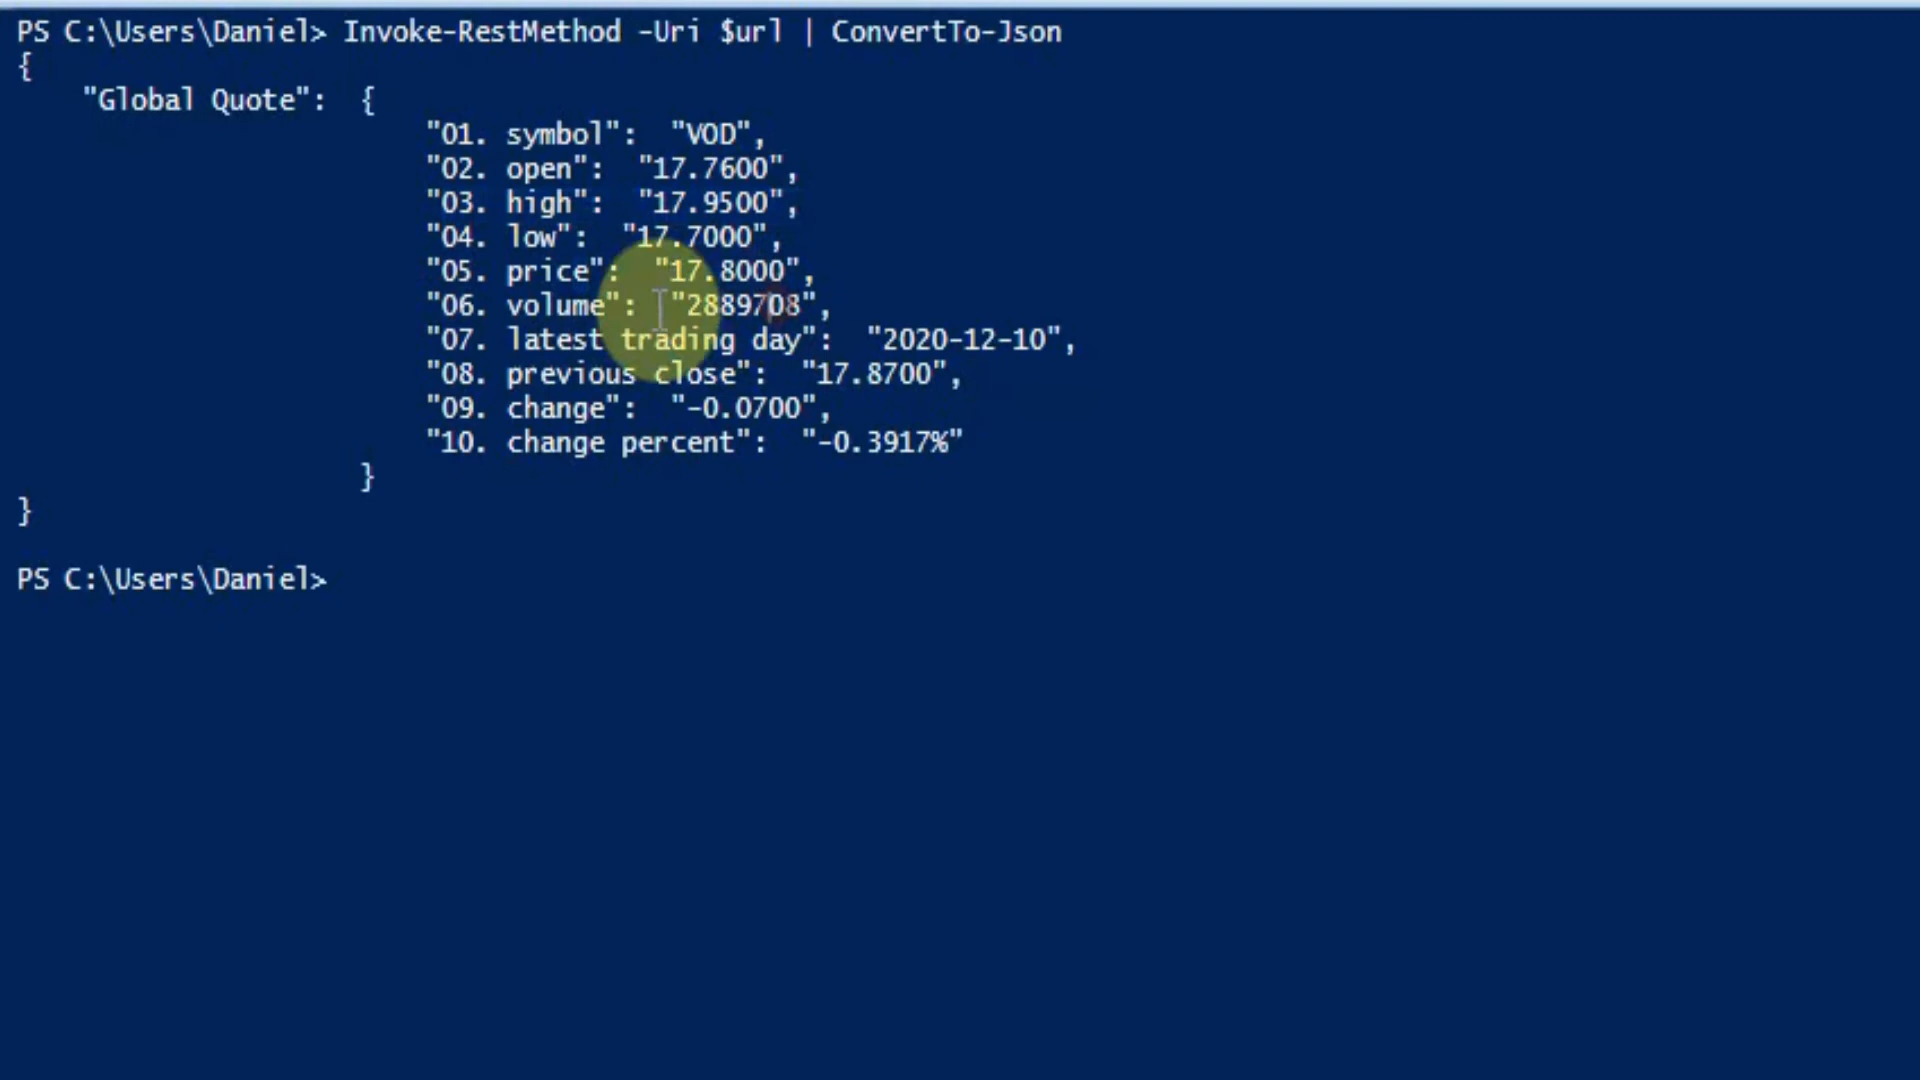 PS C:\Users\Daniel> Invoke-RestMethod -Uri $url | ConvertTo-Json
{
    "Global Quote":  {
                         "01. symbol":  "VOD",
                         "02. open":  "17.7600",
                         "03. high":  "17.9500",
                         "04. low":  "17.7000",
                         "05. price":  "17.8000",
                         "06. volume":  "2889708",
                         "07. latest trading day":  "2020-12-10",
                         "08. previous close":  "17.8700",
                         "09. change":  "-0.0700",
                         "10. change percent":  "-0.3917%"
                     }
}
PS C:\Users\Daniel>